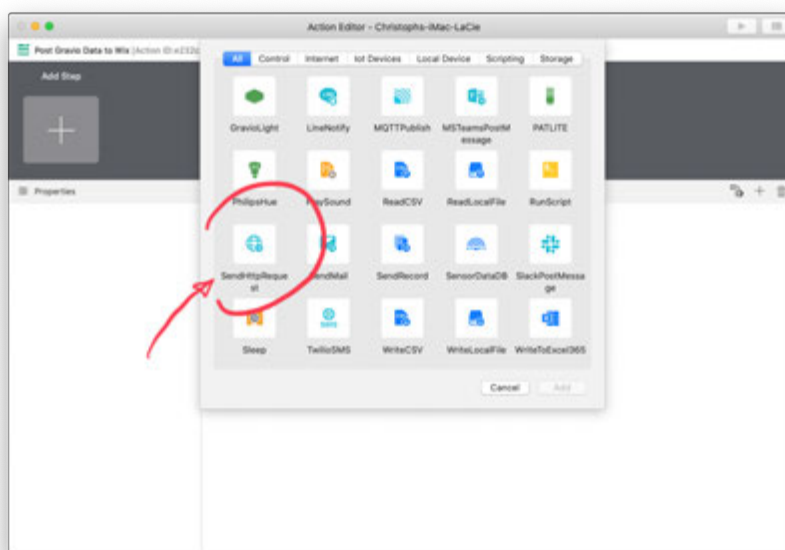 Action Editor – Christophs-iMac-LaCie
Post Gravio Data to Wix
Add Step
All Control Internet Iot Devices Local Device Scripting Storage
GravioLight LineNotify MQTTPublish MSTeamsPostM PATLITE
essage
PhilipsHue PlaySound ReadCSV ReadLocalFile RunScript
Properties
SendHttpReque SendMail SendRecord SensorDataDB SlackPostMessa
st ge
Sleep TwilioSMS WriteCSV WriteLocalFile WriteToExcel365
Cancel Add